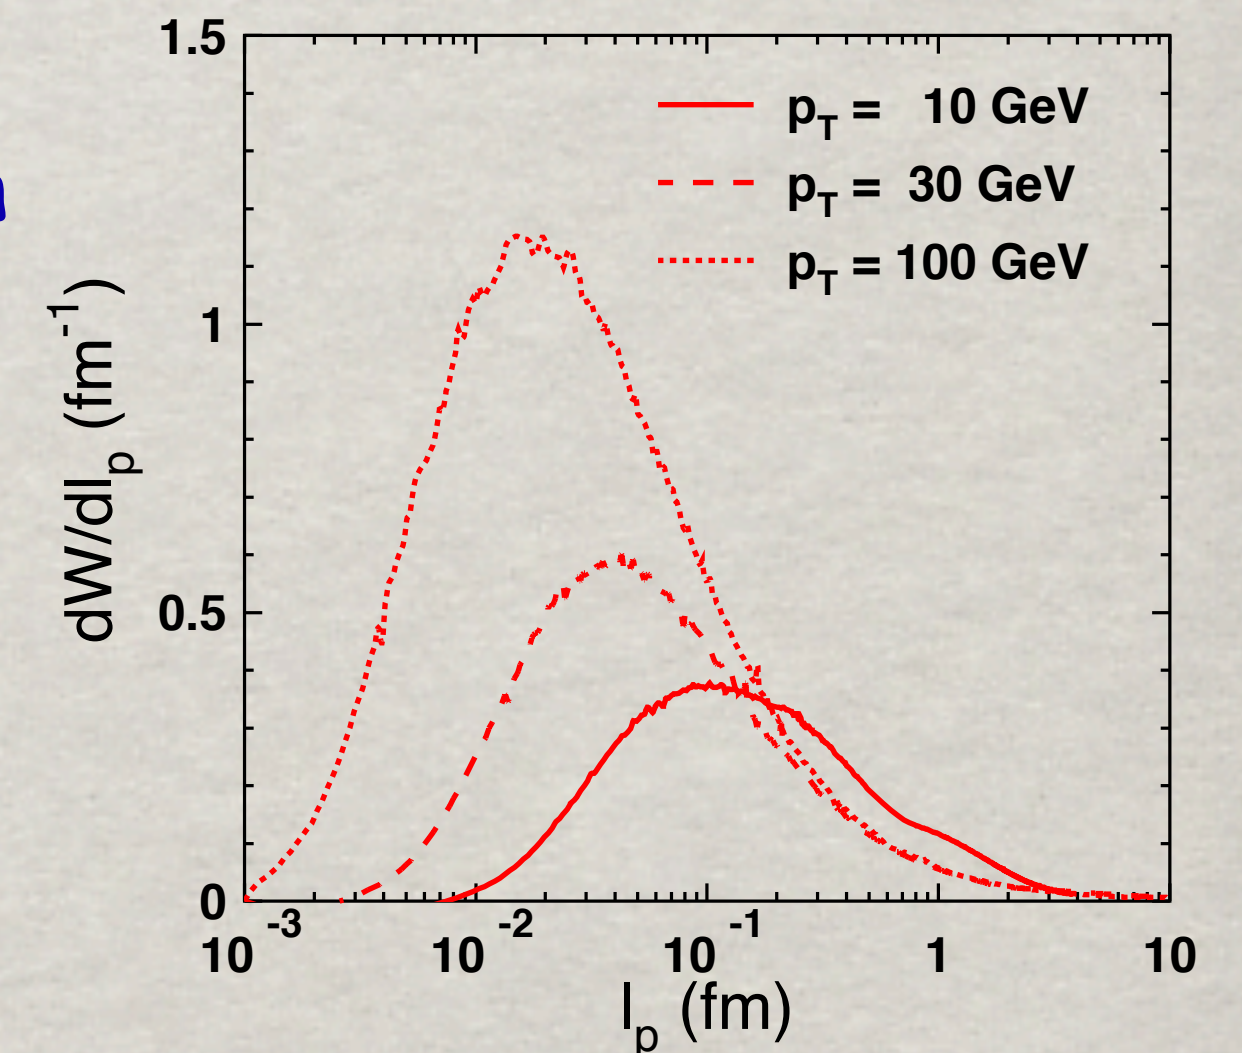 1.5
p_T = 10 GeV
p_T = 30 GeV
p_T = 100 GeV
1
0.5
0
dW/dl_p (fm^-1)
10^-3 10^-2 10^-1 1 10
l_p (fm)